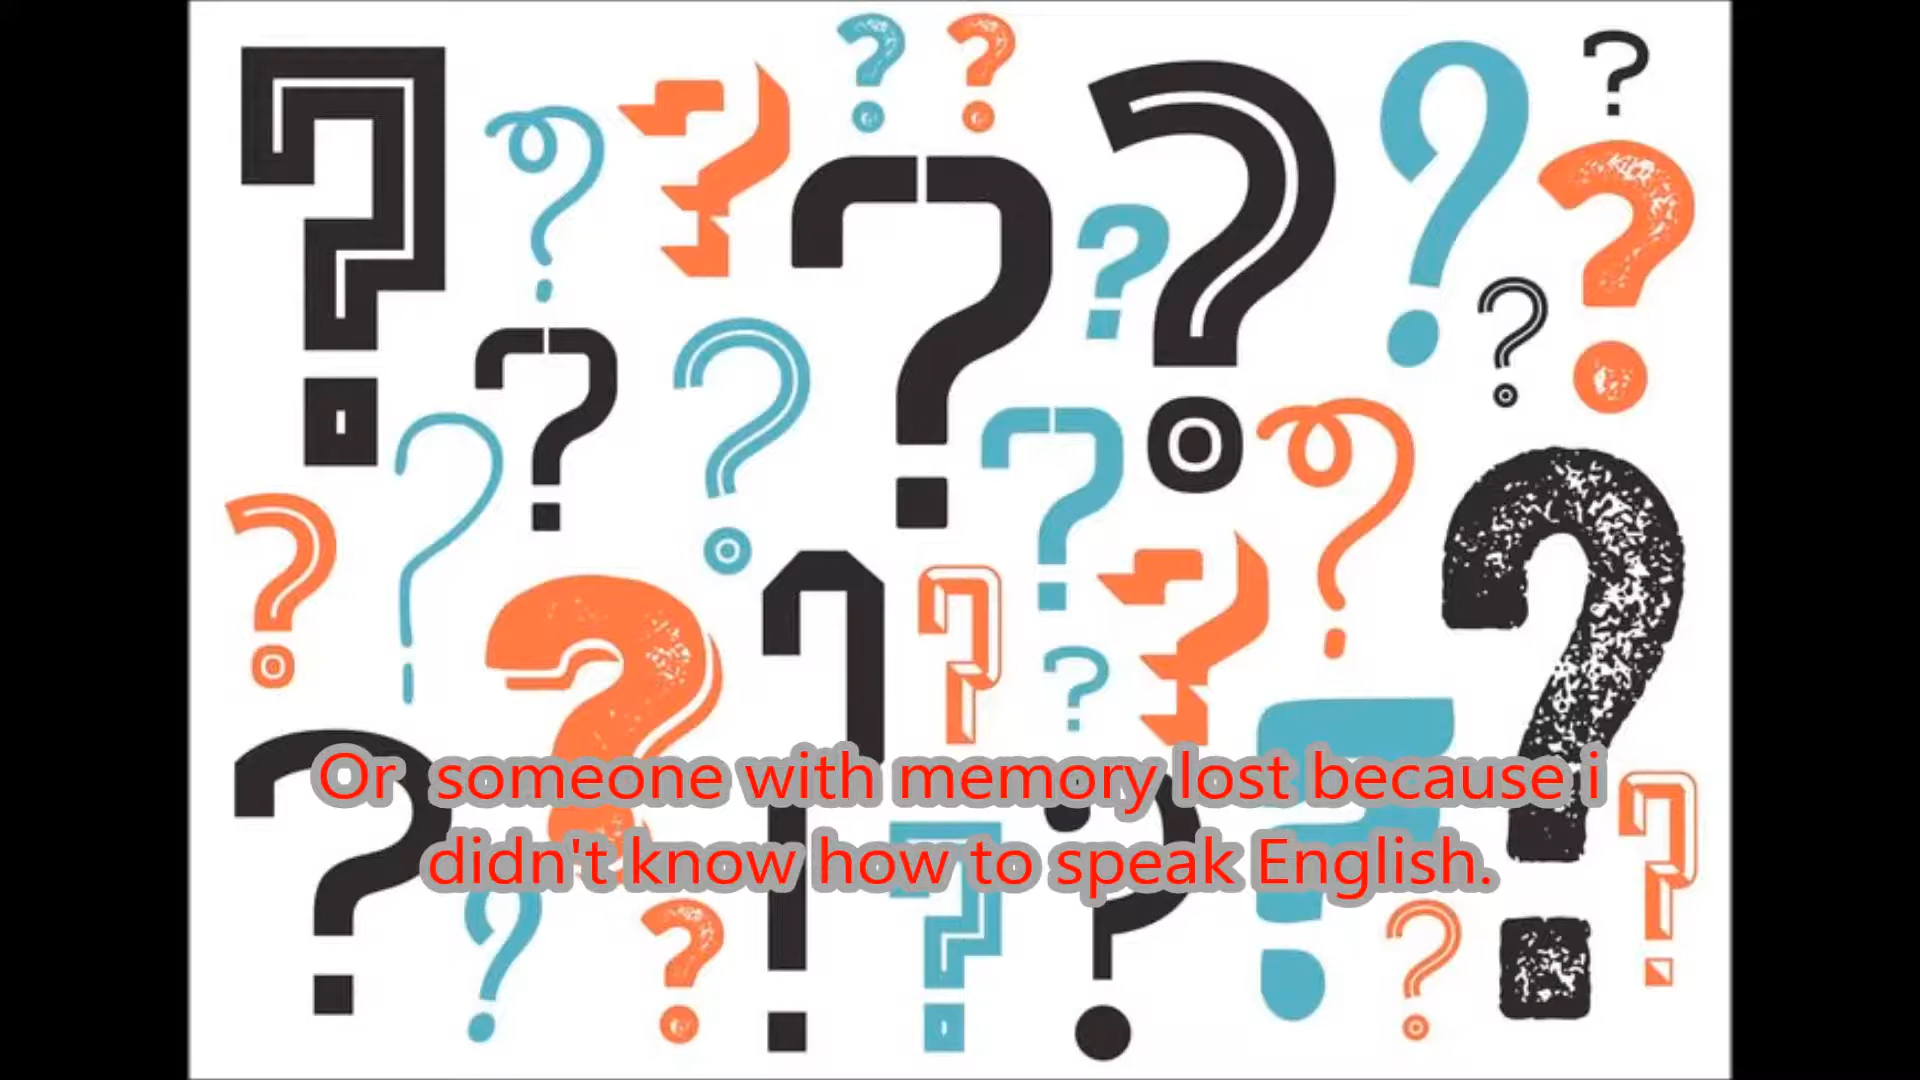 Or  someone with memory lost because i
didn't know how to speak English.